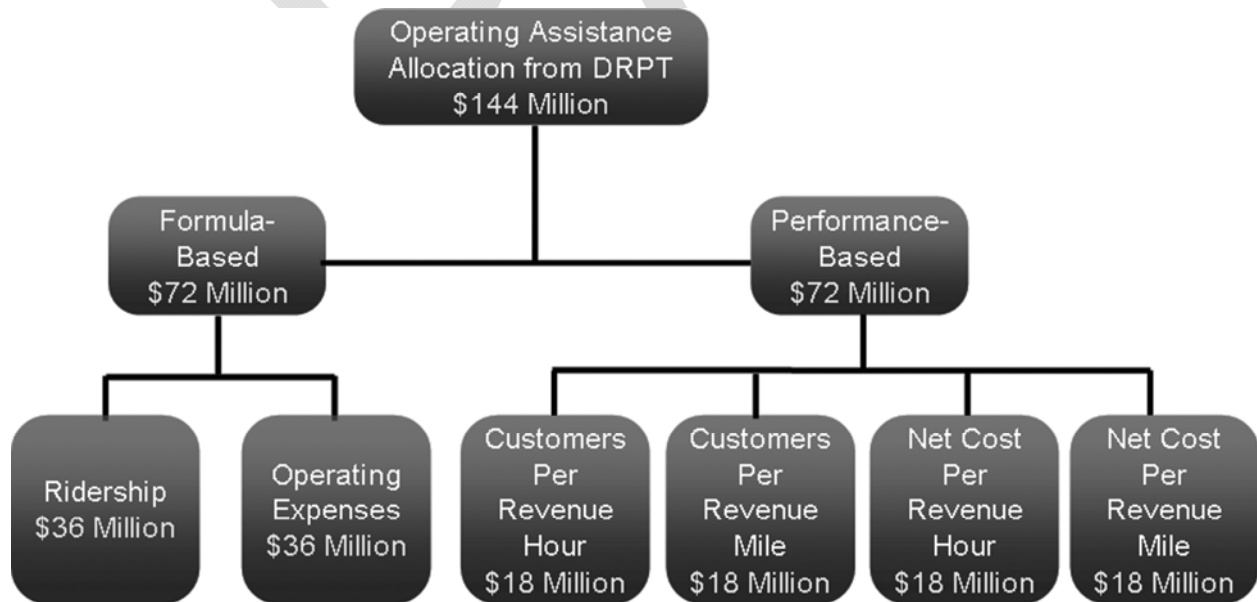 Operating Assistance
Allocation from DRPT
$144 Million
Formula-
Based
$72 Million
Performance-
Based
$72 Million
Ridership
$36 Million
Operating
Expenses
$36 Million
Customers
Per
Revenue
Hour
$18 Million
Customers
Per
Revenue
Mile
$18 Million
Net Cost
Per
Revenue
Hour
$18 Million
Net Cost
Per
Revenue
Mile
$18 Million